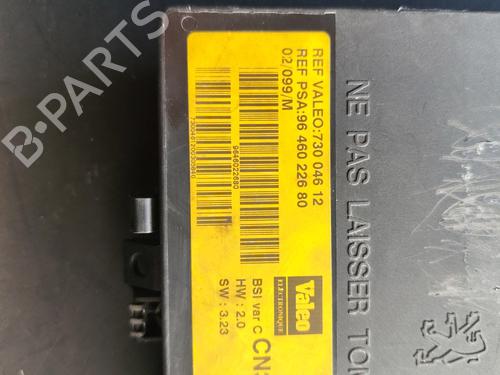 REF VALEO:730 046 12
REF PSA:96 460 226 80
02/099/M
9646022680
Valeo
ELECTRONIQUE
BSI var C
HW : 2.0
SW : 3.23
NE PAS LAISSER
B-PARTS